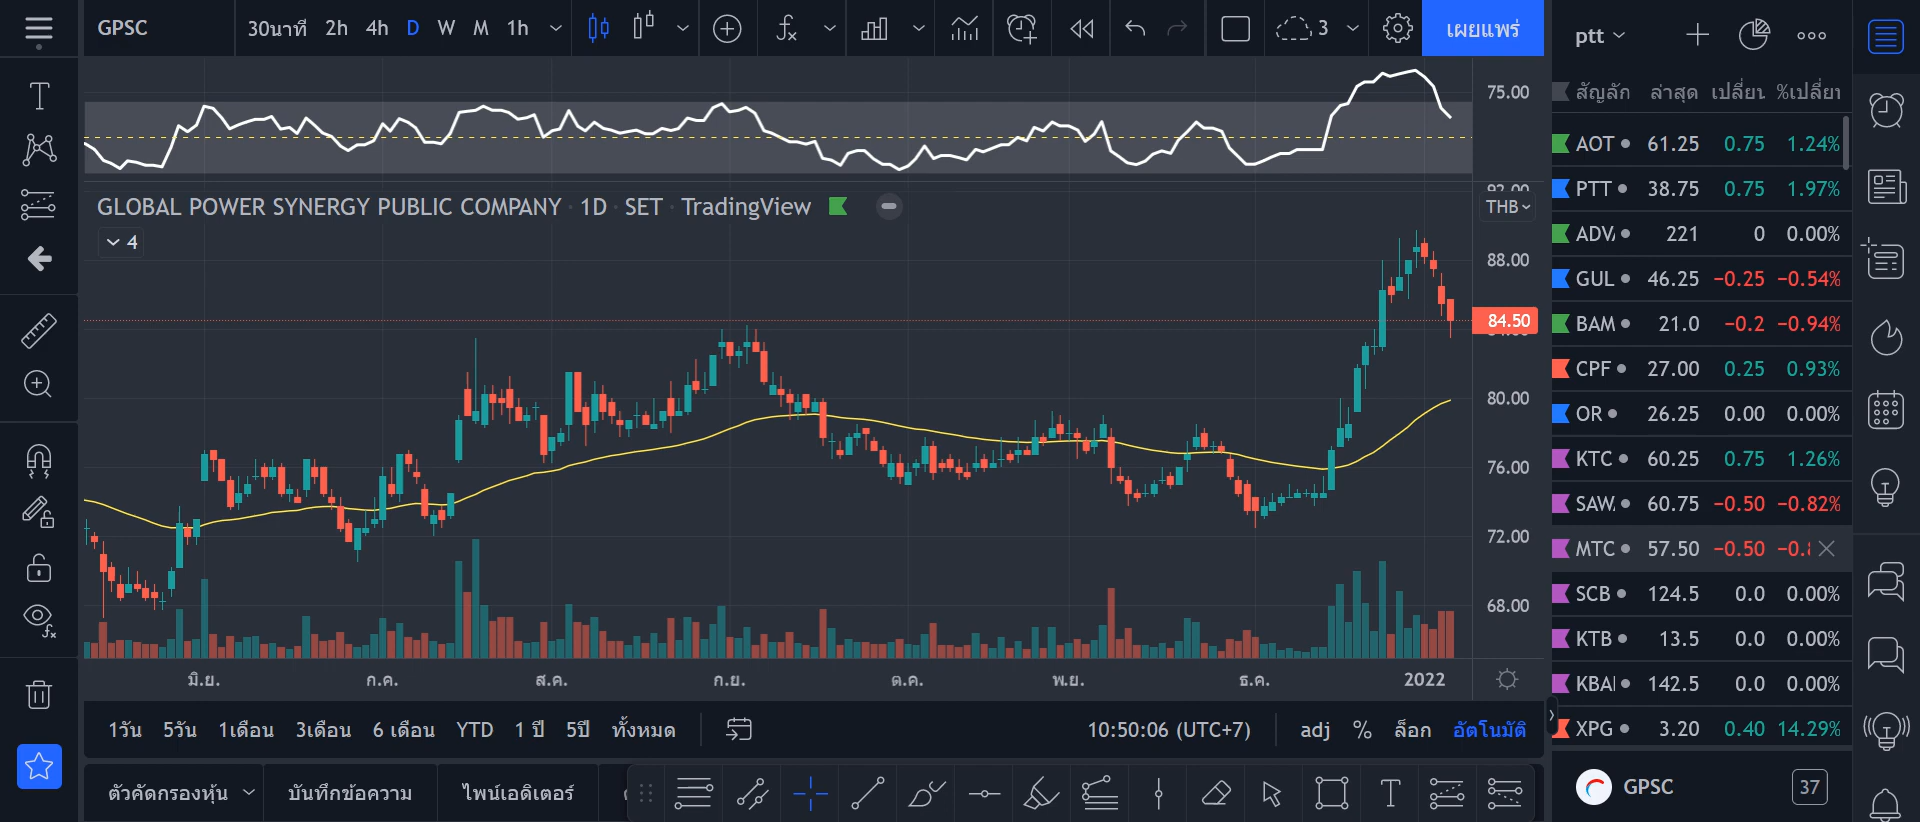 GPSC 30นาที 2h 4h D W M 1h 3 เผยแพร่
ptt
สัญลัก ล่าสุด เปลี่ยน %เปลี่ยน
75.00
GLOBAL POWER SYNERGY PUBLIC COMPANY · 1D · SET · TradingView
4
92.00
THB
88.00
84.50
80.00
76.00
72.00
68.00
มิ.ย. ก.ค. ส.ค. ก.ย. ต.ค. พ.ย. ธ.ค. 2022
AOT 61.25 0.75 1.24%
PTT 38.75 0.75 1.97%
ADV 221 0 0.00%
GUL 46.25 −0.25 −0.54%
BAM 21.0 −0.2 −0.94%
CPF 27.00 0.25 0.93%
OR 26.25 0.00 0.00%
KTC 60.25 0.75 1.26%
SAW 60.75 −0.50 −0.82%
MTC 57.50 −0.50 −0.8
SCB 124.5 0.0 0.00%
KTB 13.5 0.0 0.00%
KBAN 142.5 0.0 0.00%
XPG 3.20 0.40 14.29%
1วัน 5วัน 1เดือน 3เดือน 6 เดือน YTD 1 ปี 5ปี ทั้งหมด 10:50:06 (UTC+7) adj % ล็อก อัตโนมัติ
ตัวคัดกรองหุ้น บันทึกข้อความ ไพน์เอดิเตอร์
GPSC 37